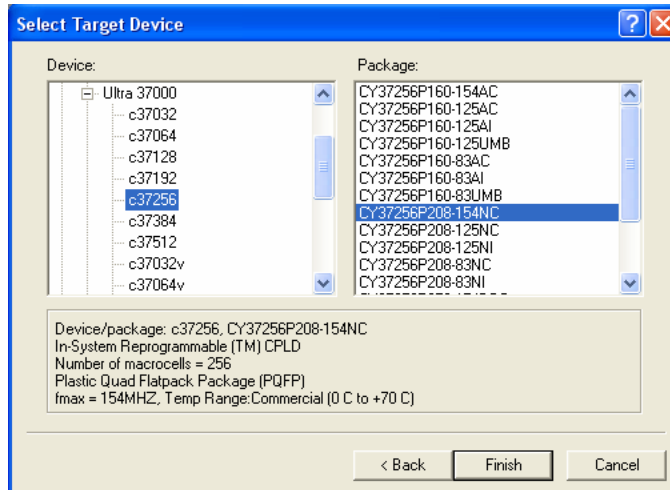 Select Target Device
Device:
Ultra 37000
c37032
c37064
c37128
c37192
c37256
c37384
c37512
c37032v
c37064v
Package:
CY37256P160-154AC
CY37256P160-125AC
CY37256P160-125AI
CY37256P160-125UMB
CY37256P160-83AC
CY37256P160-83AI
CY37256P160-83UMB
CY37256P208-154NC
CY37256P208-125NC
CY37256P208-125NI
CY37256P208-83NC
CY37256P208-83NI
Device/package: c37256, CY37256P208-154NC
In-System Reprogrammable (TM) CPLD
Number of macrocells = 256
Plastic Quad Flatpack Package (PQFP)
fmax = 154MHZ, Temp Range:Commercial (0 C to +70 C)
< Back
Finish
Cancel